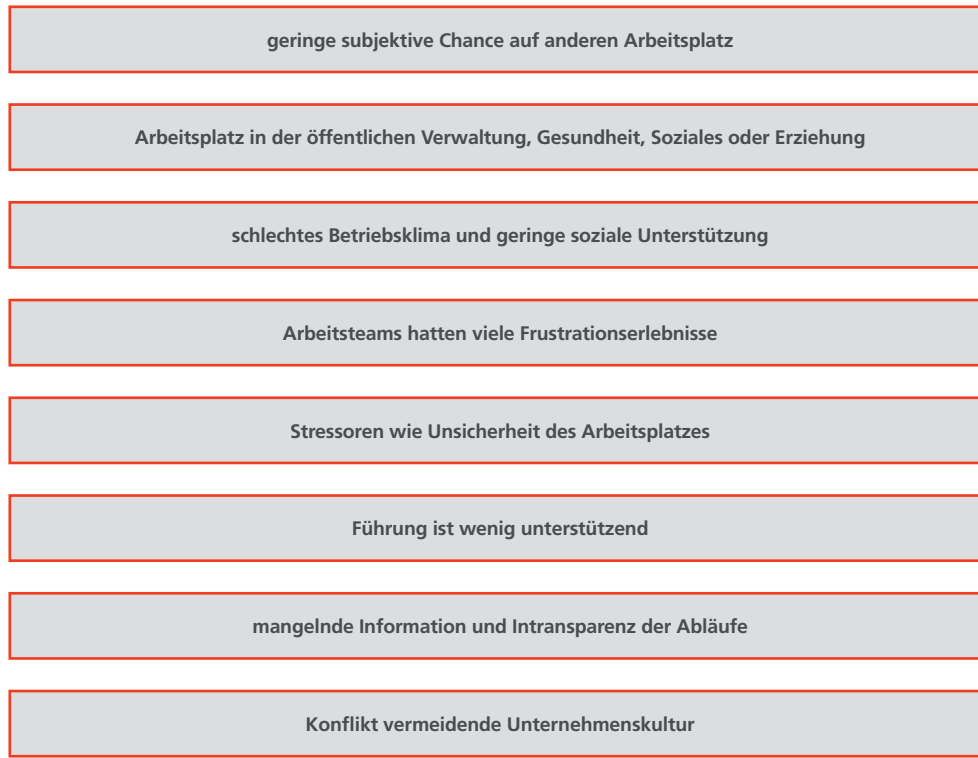 geringe subjektive Chance auf anderen Arbeitsplatz
Arbeitsplatz in der öffentlichen Verwaltung, Gesundheit, Soziales oder Erziehung
schlechtes Betriebsklima und geringe soziale Unterstützung
Arbeitsteams hatten viele Frustrationserlebnisse
Stressoren wie Unsicherheit des Arbeitsplatzes
Führung ist wenig unterstützend
mangelnde Information und Intransparenz der Abläufe
Konflikt vermeidende Unternehmenskultur